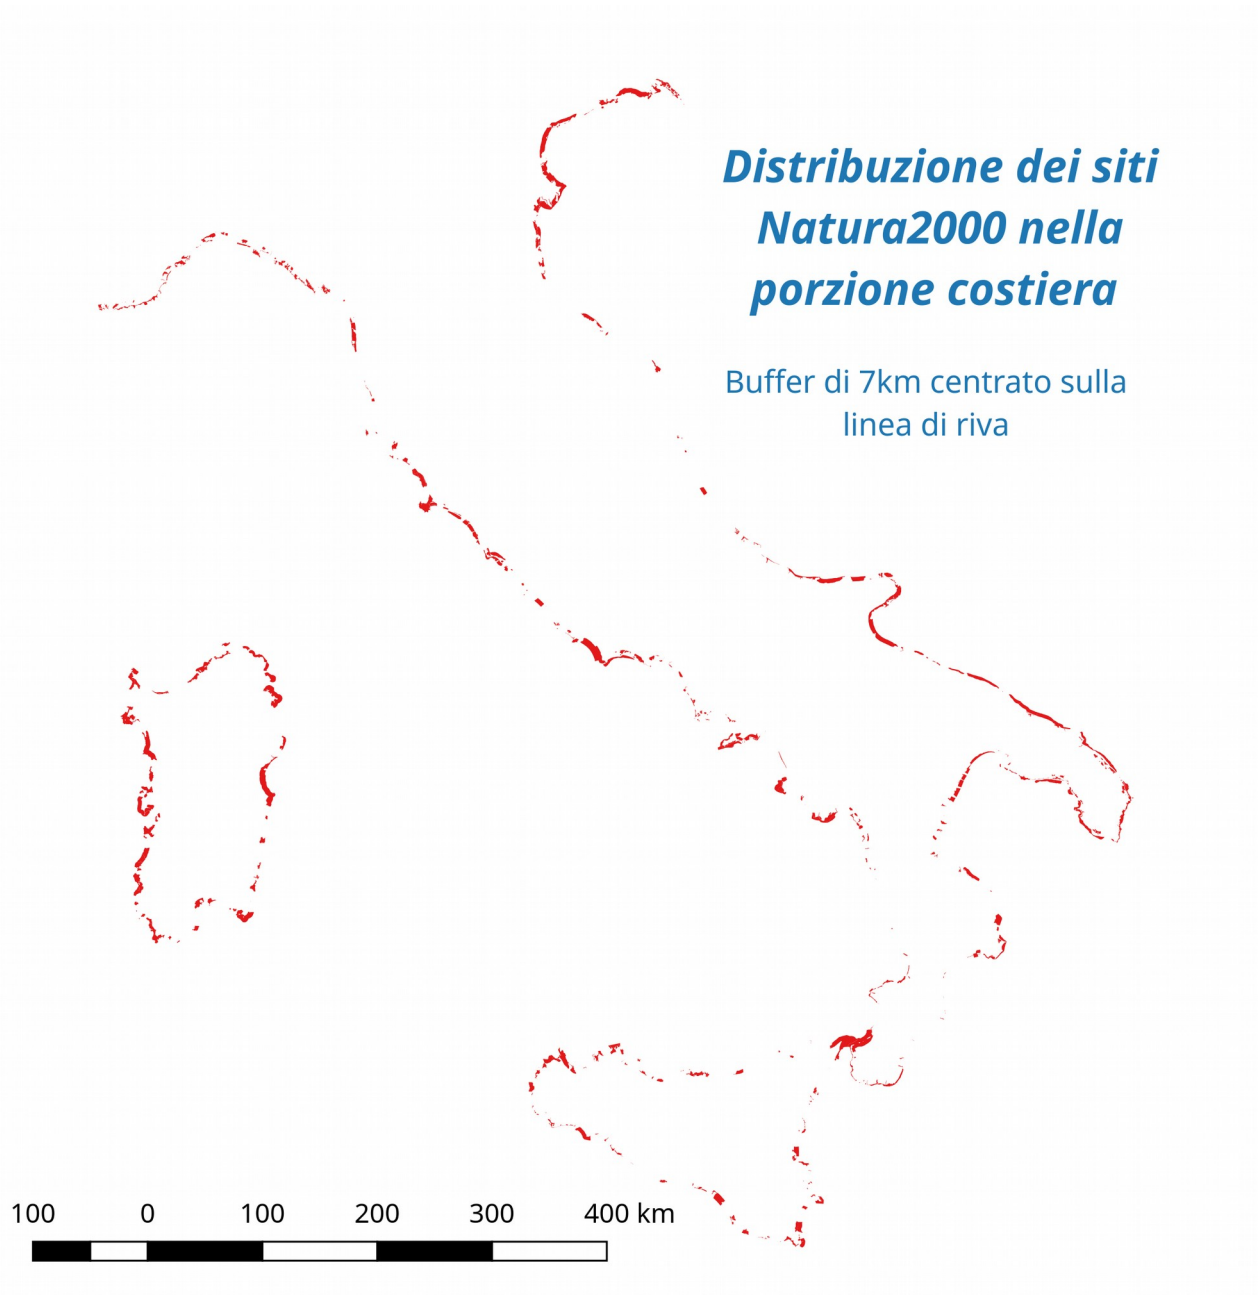 Distribuzione dei siti
Natura2000 nella
porzione costiera
Buffer di 7km centrato sulla
linea di riva
100 0 100 200 300 400 km